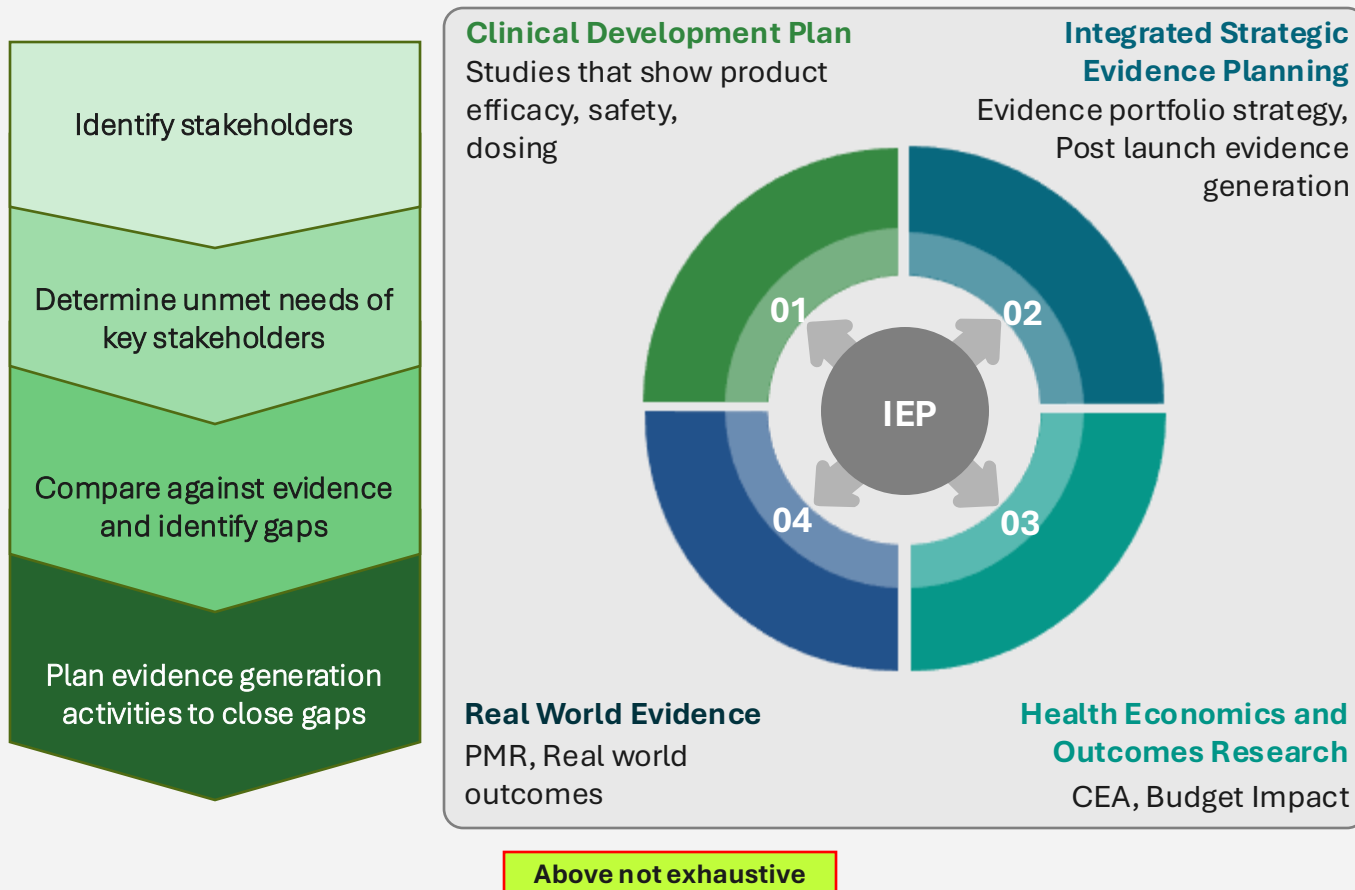 Identify stakeholders
Determine unmet needs of
key stakeholders
Compare against evidence
and identify gaps
Plan evidence generation
activities to close gaps
Clinical Development Plan
Studies that show product
efficacy, safety,
dosing
Integrated Strategic
Evidence Planning
Evidence portfolio strategy,
Post launch evidence
generation
01
02
IEP
04
03
Real World Evidence
PMR, Real world
outcomes
Health Economics and
Outcomes Research
CEA, Budget Impact
Above not exhaustive